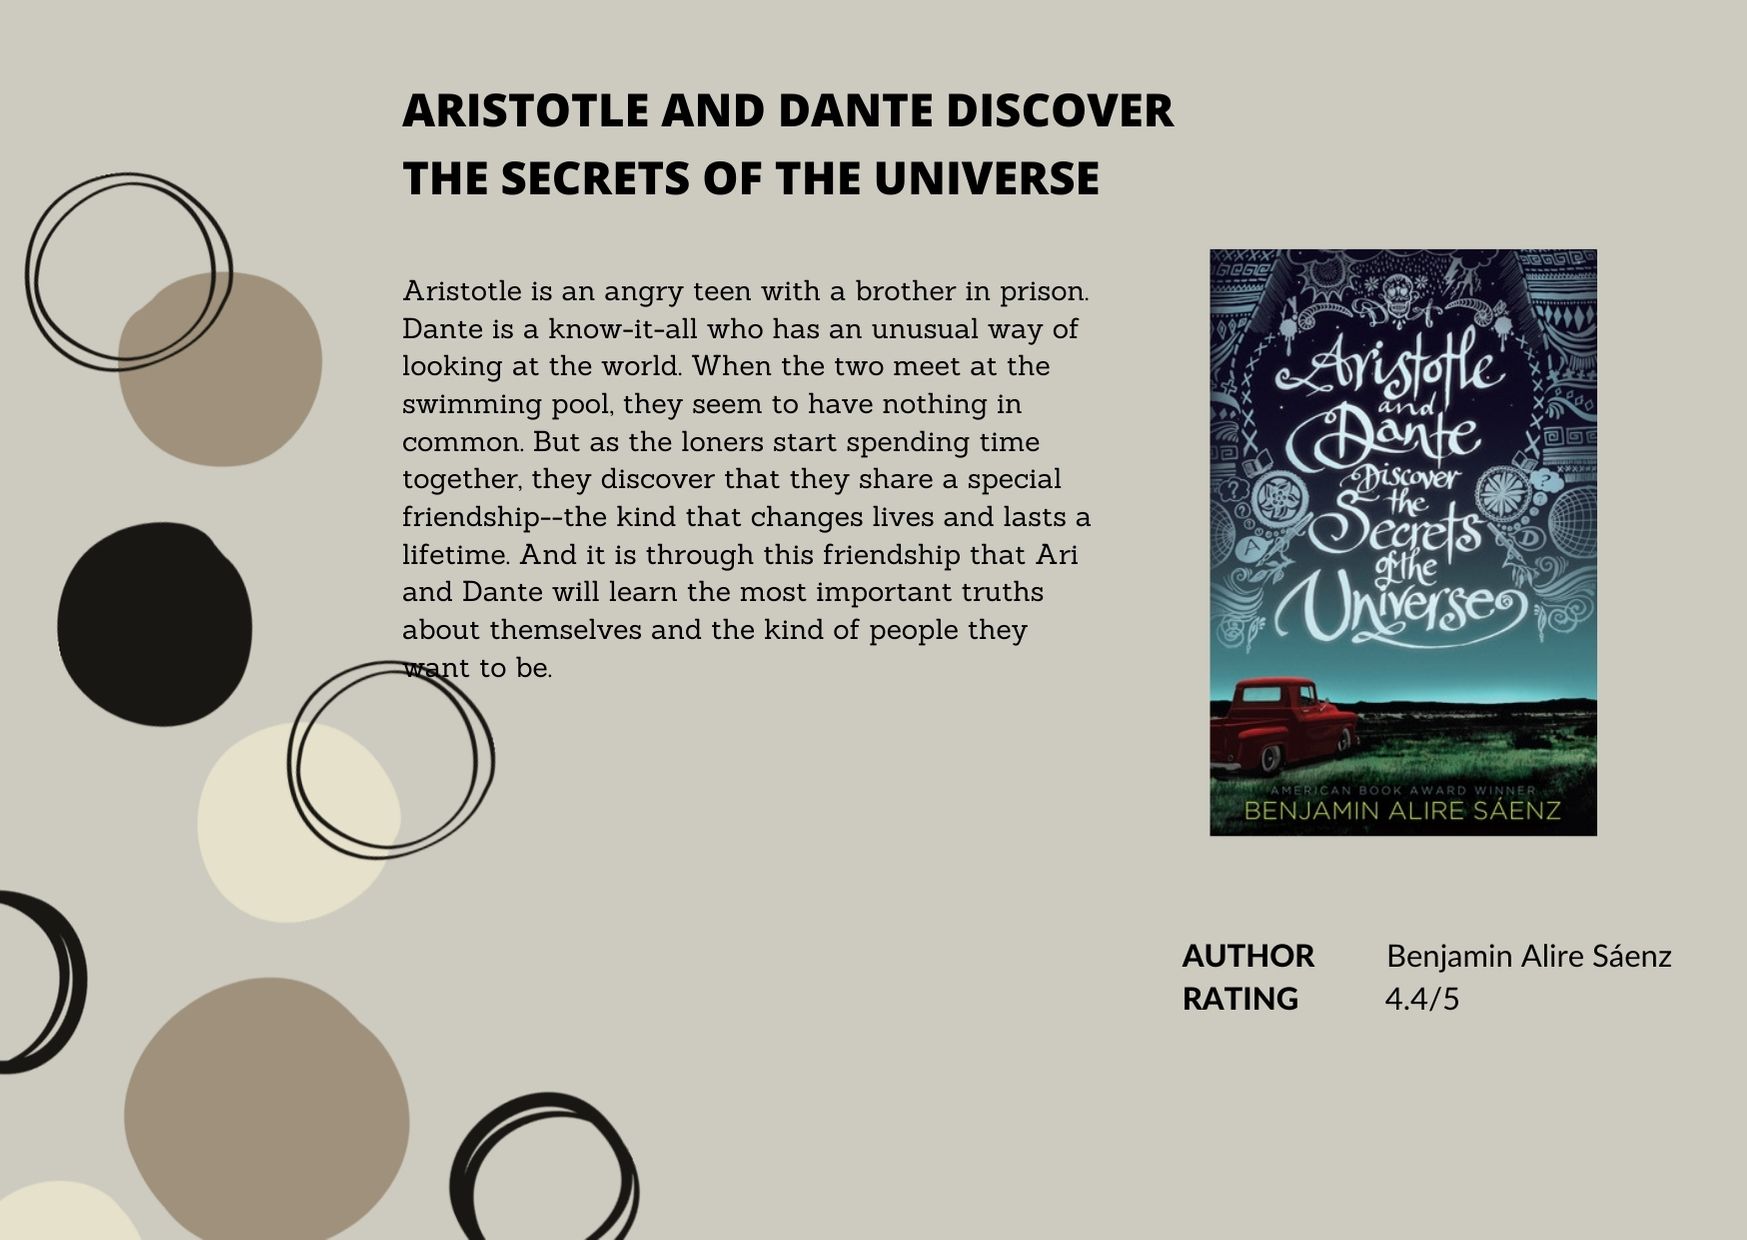 ARISTOTLE AND DANTE DISCOVER
THE SECRETS OF THE UNIVERSE
Aristotle is an angry teen with a brother in prison.
Dante is a know-it-all who has an unusual way of
looking at the world. When the two meet at the
swimming pool, they seem to have nothing in
common. But as the loners start spending time
together, they discover that they share a special
friendship--the kind that changes lives and lasts a
lifetime. And it is through this friendship that Ari
and Dante will learn the most important truths
about themselves and the kind of people they
want to be.
Aristotle
and
Dante
Discover
the
Secrets
of the
Universe
A
D
AMERICAN BOOK AWARD WINNER
BENJAMIN ALIRE SÁENZ
AUTHOR Benjamin Alire Sáenz
RATING 4.4/5